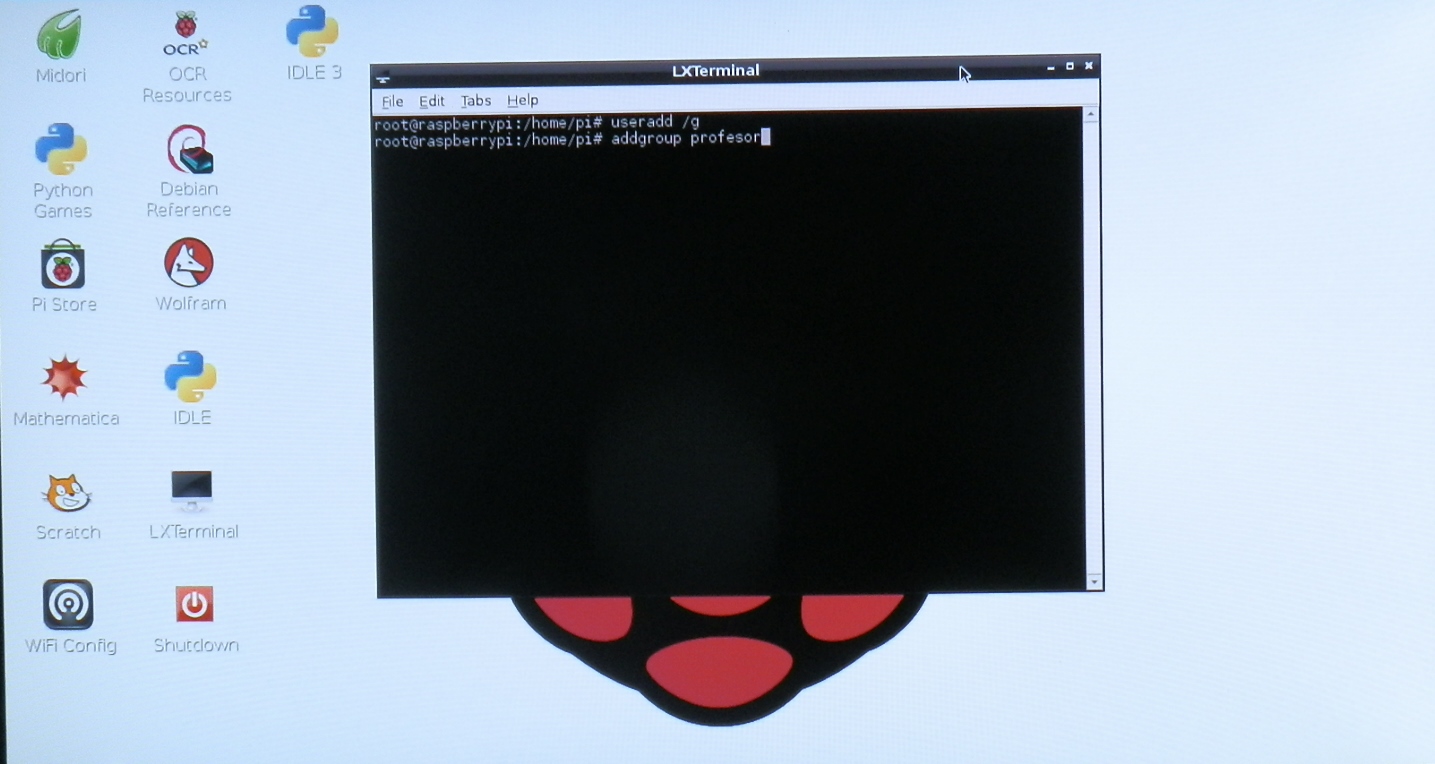 Midori
OCR
OCR
Resources
IDLE 3
Python
Games
Debian
Reference
Pi Store
Wolfram
Mathematica
IDLE
Scratch
LXTerminal
WiFi Config
Shutdown
LXTerminal
File Edit Tabs Help
root@raspberrypi:/home/pi# useradd /g
root@raspberrypi:/home/pi# addgroup profesor